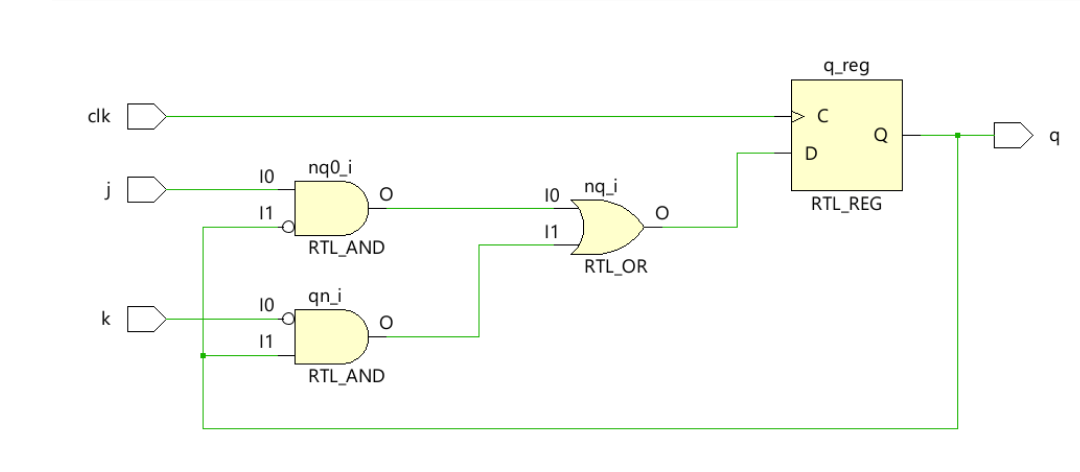 q_reg
clk
C
Q
q
D
RTL_REG
j
I0
nq0_i
O
I1
RTL_AND
I0
nq_i
O
I1
RTL_OR
k
I0
qn_i
O
I1
RTL_AND